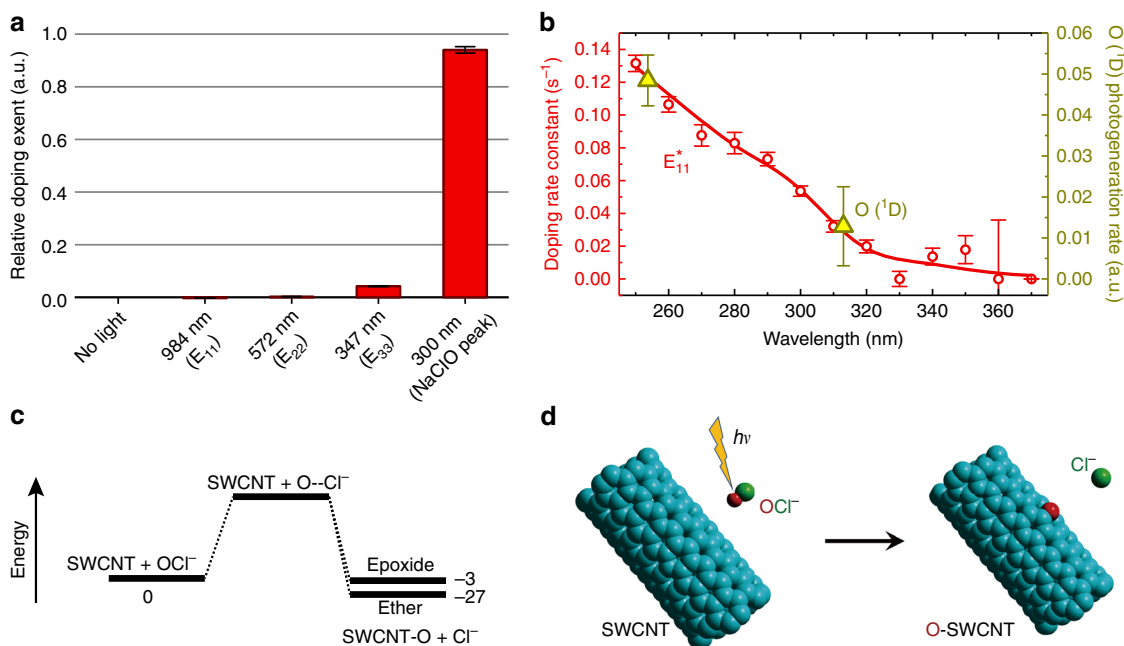 a
Relative doping exent (a.u.)
1.0
0.8
0.6
0.4
0.2
0.0
No light
984 nm
(E₁₁)
572 nm
(E₂₂)
347 nm
(E₃₃)
300 nm
(NaClO peak)
b
Doping rate constant (s⁻¹)
0.14
0.12
0.10
0.08
0.06
0.04
0.02
0.00
E*₁₁
O (¹D)
0.06
0.05
0.04
0.03
0.02
0.01
0.00
O (¹D) photogeneration rate (a.u.)
260 280 300 320 340 360
Wavelength (nm)
c
Energy
SWCNT + O--Cl⁻
SWCNT + OCl⁻
0
Epoxide
–3
Ether
–27
SWCNT-O + Cl⁻
d
hν
OCl⁻
SWCNT
Cl⁻
O-SWCNT